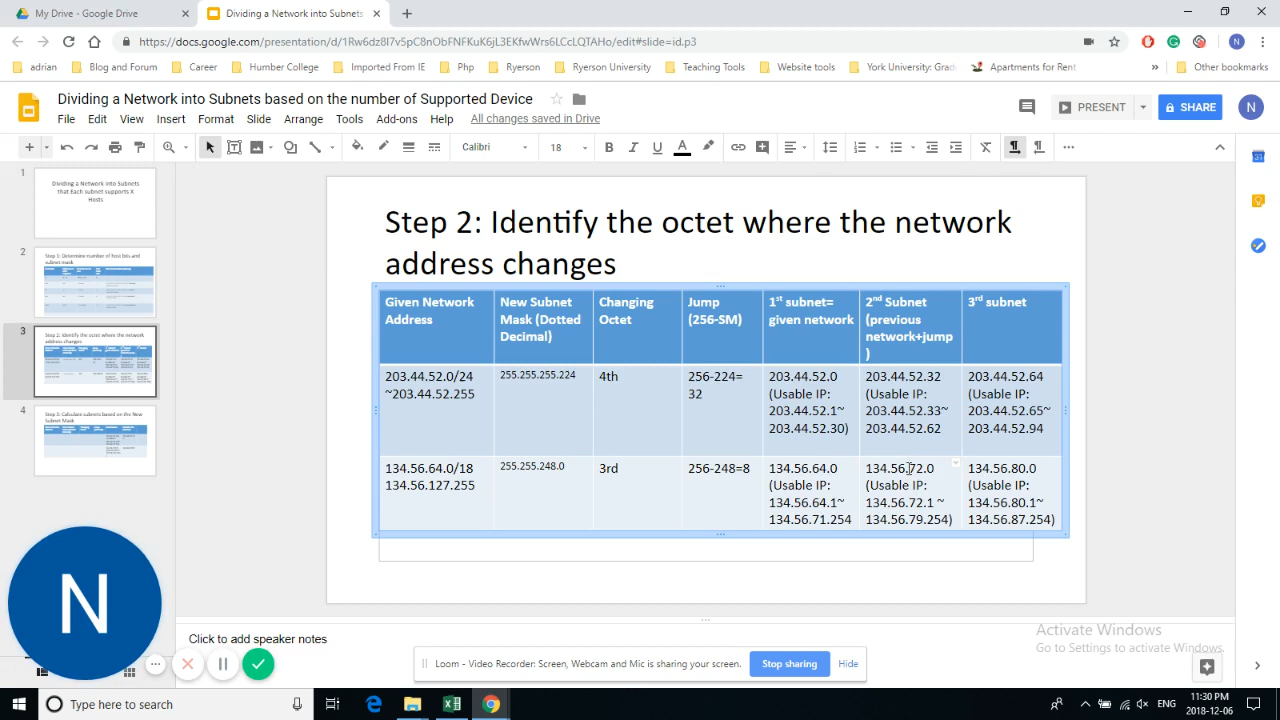 My Drive - Google Drive
Dividing a Network into Subnets
https://docs.google.com/presentation/d/1Rw6dz8I7v5pC8nObFNFKuK6jL3EKfwWrs6LCcLQTAHo/edit#slide=id.p3
N
adrian
Blog and Forum
Career
Humber College
Imported From IE
Php
Ryerson
Ryerson University
Teaching Tools
Website tools
York University: Grad
Apartments for Rent
»
Other bookmarks
Dividing a Network into Subnets based on the number of Supported Device
File Edit View Insert Format Slide Arrange Tools Add-ons Help All changes saved in Drive
PRESENT
SHARE
N
Calibri
18
B I U A
31
1
Dividing a Network into Subnets
that Each subnet supports X
Hosts
2
Step 1: Determine number of host bits and
subnet mask
3
Step 2: Identify the octet where the network
address changes
4
Step 3: Calculate subnets based on the New
Subnet Mask
Step 2: Identify the octet where the network
address changes
Given Network
Address
New Subnet
Mask (Dotted
Decimal)
Changing
Octet
Jump
(256-SM)
1st subnet=
given network
2nd Subnet
(previous
network+jump
)
3rd subnet
203.44.52.0/24
~203.44.52.255
255.255.255.224
4th
256-224=
32
203.44.52.0
(Usable IP:
203.44.52.1~
203.44.52.30)
203.44.52.32
(Usable IP:
203.44.52.33~
203.44.52.62
203.44.52.64
(Usable IP:
203.44.52.65~
203.44.52.94
134.56.64.0/18
134.56.127.255
255.255.248.0
3rd
256-248=8
134.56.64.0
(Usable IP:
134.56.64.1~
134.56.71.254
134.56.72.0
(Usable IP:
134.56.72.1 ~
134.56.79.254)
134.56.80.0
(Usable IP:
134.56.80.1~
134.56.87.254)
N
Click to add speaker notes
Activate Windows
Go to Settings to activate Windows.
Loom - Video Recorder: Screen, Webcam and Mic is sharing your screen.
Stop sharing
Hide
Type here to search
ENG
11:30 PM
2018-12-06